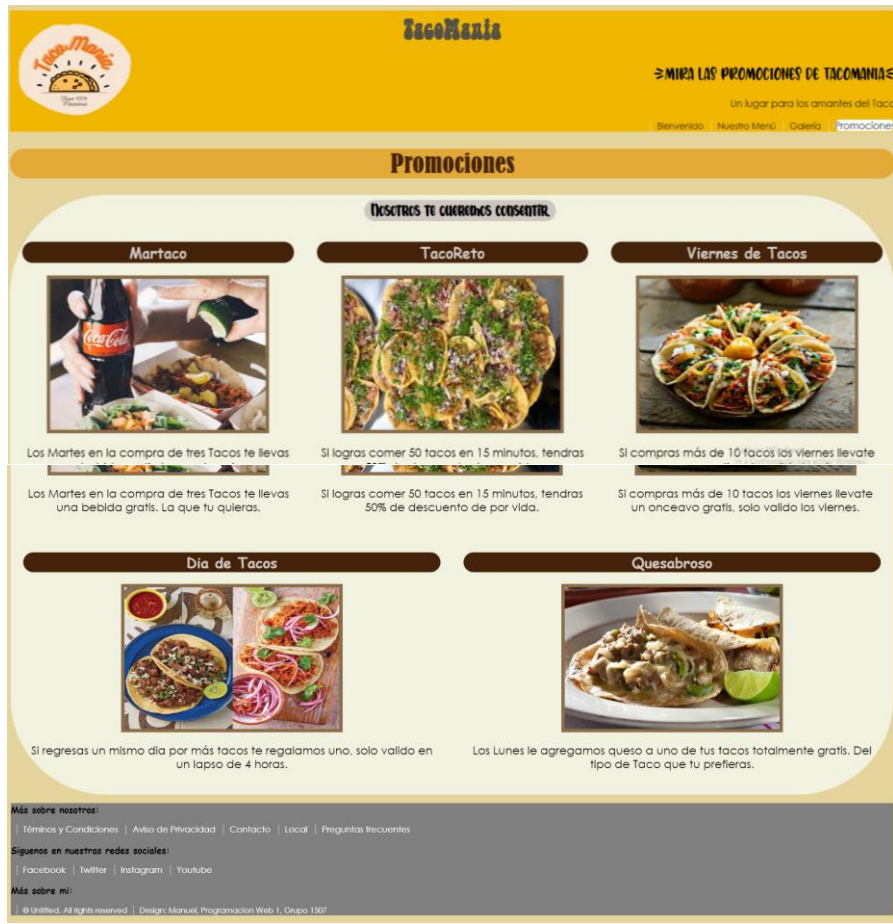 TacoMania
Taco Mania
MIRA LAS PROMOCIONES DE TACOMANIA
Un lugar para los amantes del Taco
Bienvenido Nuestro Menú Galería Promociones
Promociones
Nosotros te queremos consentir
Martaco TacoReto Viernes de Tacos
Coca-Cola
Los Martes en la compra de tres Tacos te llevas Si logras comer 50 tacos en 15 minutos, tendras Si compras más de 10 tacos los viernes llevate
Los Martes en la compra de tres Tacos te llevas Si logras comer 50 tacos en 15 minutos, tendras Si compras más de 10 tacos los viernes llevate
una bebida gratis. La que tu quieras. 50% de descuento de por vida. un onceavo gratis, solo valido los viernes.
Dia de Tacos Quesabroso
Si regresas un mismo dia por más tacos te regalamos uno, solo valido en Los Lunes le agregamos queso a uno de tus tacos totalmente gratis. Del
un lapso de 4 horas. tipo de Taco que tu prefieras.
Más sobre nosotros:
Téminos y Condiciones Aviso de Privacidad Contacto Local Preguntas frecuentes
Siguenos en nuestras redes sociales:
Facebook Twitter Instagram Youtube
Más sobre mi:
© Untitled. All rights reserved Design: Manuel, Programacion Web 1, Grupo 1507